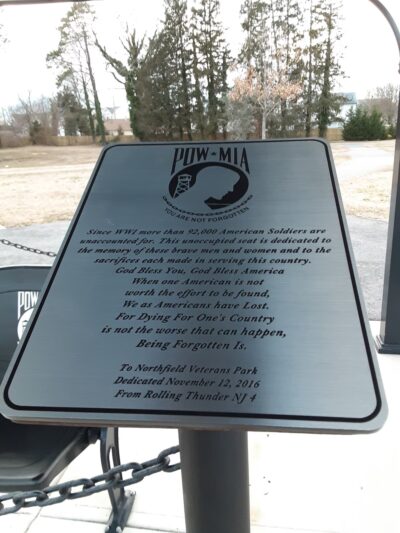 POW★MIA
YOU ARE NOT FORGOTTEN
Since WWI more than 92,000 American Soldiers are
unaccounted for. This unoccupied seat is dedicated to
the memory of these brave men and women and to the
sacrifices each made in serving this country.
God Bless You, God Bless America
When one American is not
worth the effort to be found,
We as Americans have Lost.
For Dying For One's Country
is not the worse that can happen,
Being Forgotten Is.
To Northfield Veterans Park
Dedicated November 12, 2016
From Rolling Thunder NJ 4
POW